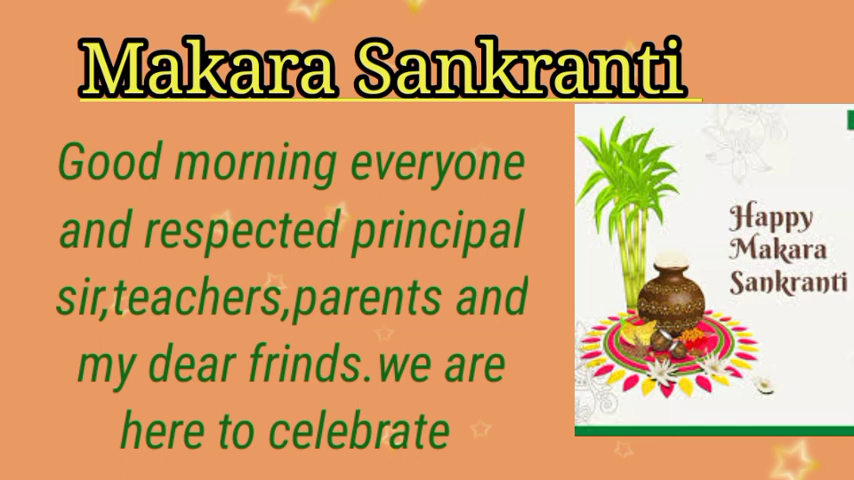 Makara Sankranti
Good morning everyone
and respected principal
sir,teachers,parents and
my dear frinds.we are
here to celebrate
Happy
Makara
Sankranti